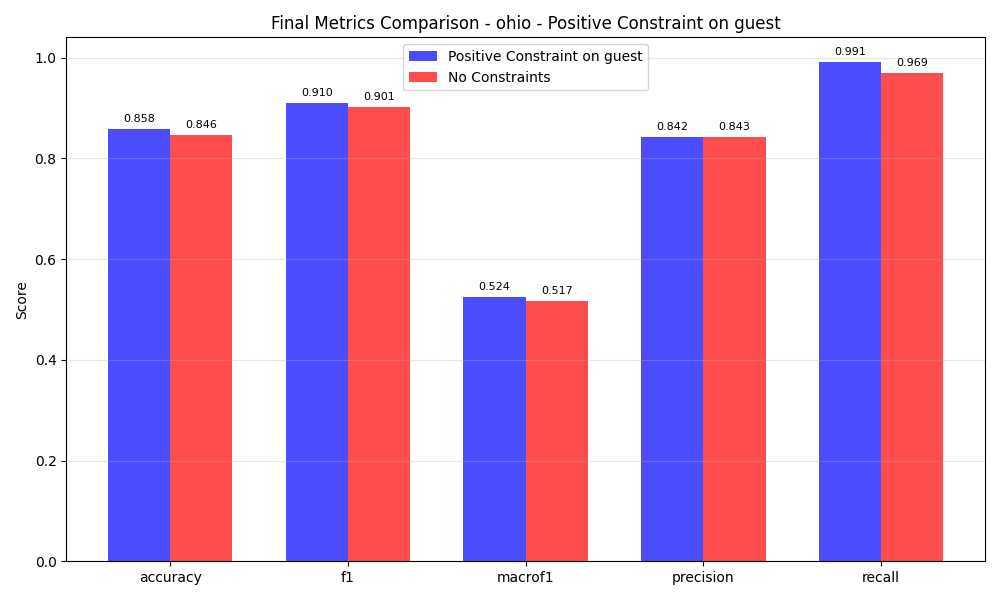 Final Metrics Comparison - ohio - Positive Constraint on guest
Positive Constraint on guest
No Constraints
Score
1.0
0.8
0.6
0.4
0.2
0.0
0.858
0.846
0.910
0.901
0.524
0.517
0.842
0.843
0.991
0.969
accuracy
f1
macrof1
precision
recall